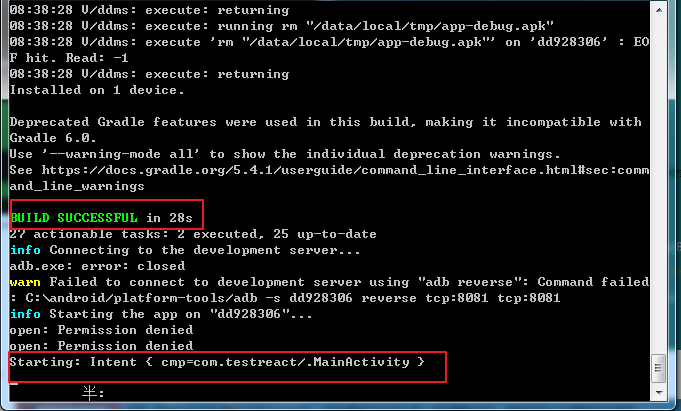 08:38:28 V/ddms: execute: returning
08:38:28 V/ddms: execute: running rm "/data/local/tmp/app-debug.apk"
08:38:28 V/ddms: execute 'rm "/data/local/tmp/app-debug.apk"' on 'dd928306' : EO
F hit. Read: -1
08:38:28 V/ddms: execute: returning
Installed on 1 device.
Deprecated Gradle features were used in this build, making it incompatible with
Gradle 6.0.
Use '--warning-mode all' to show the individual deprecation warnings.
See https://docs.gradle.org/5.4.1/userguide/command_line_interface.html#sec:comm
and_line_warnings
BUILD SUCCESSFUL in 28s
27 actionable tasks: 2 executed, 25 up-to-date
info Connecting to the development server...
adb.exe: error: closed
warn Failed to connect to development server using "adb reverse": Command failed
: C:\android/platform-tools/adb -s dd928306 reverse tcp:8081 tcp:8081
info Starting the app on "dd928306"...
open: Permission denied
open: Permission denied
Starting: Intent { cmp=com.testreact/.MainActivity }
半: